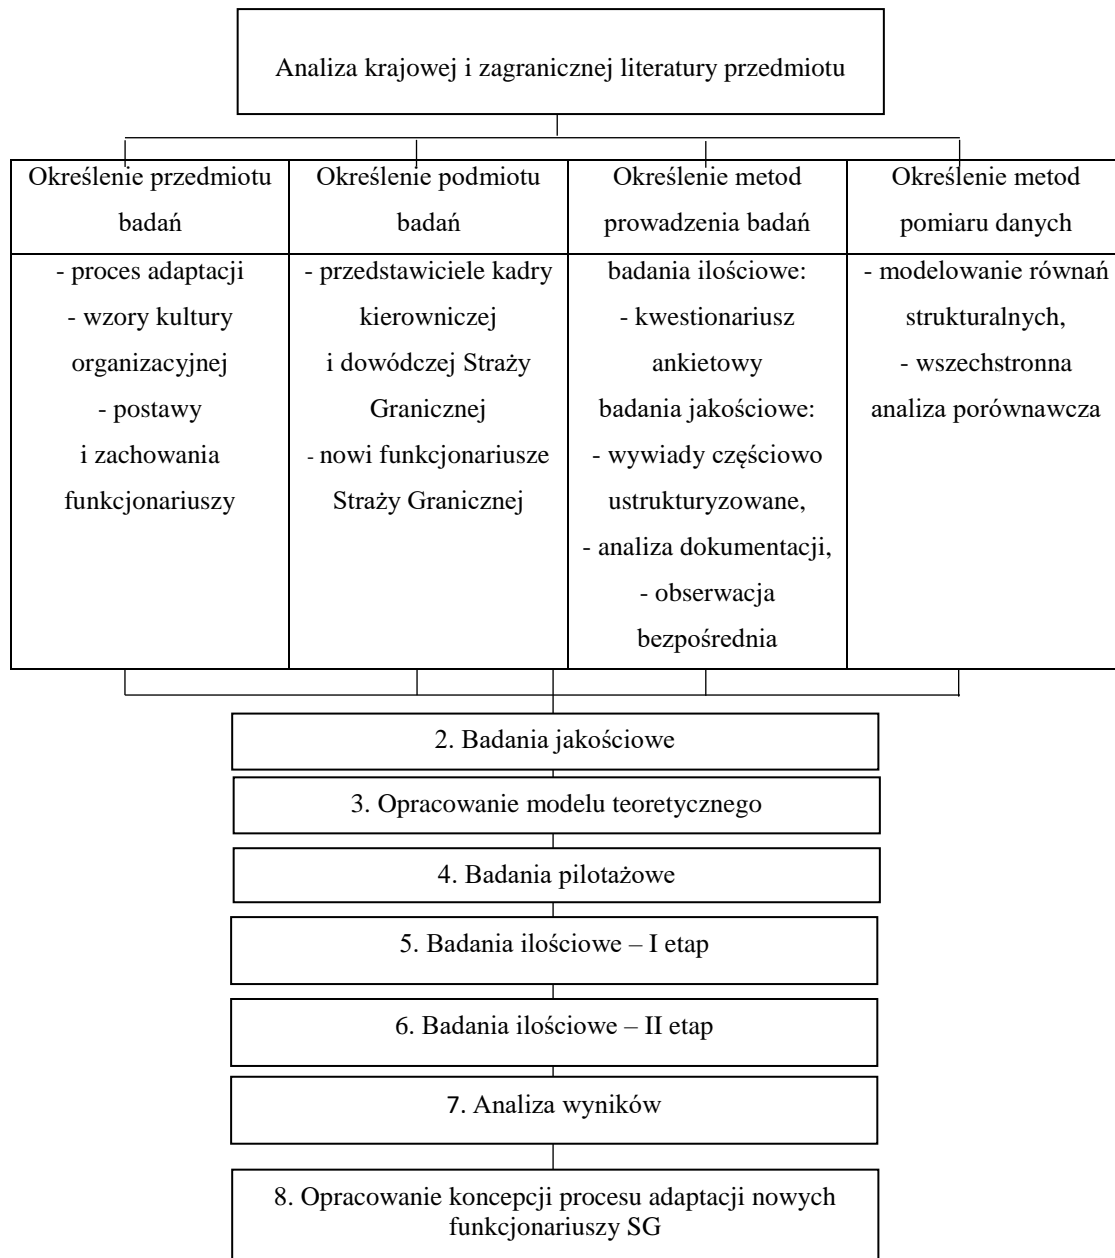 Analiza krajowej i zagranicznej literatury przedmiotu
Określenie przedmiotu
badań
Określenie podmiotu
badań
Określenie metod
prowadzenia badań
Określenie metod
pomiaru danych
- proces adaptacji
- wzory kultury
organizacyjnej
- postawy
i zachowania
funkcjonariuszy
- przedstawiciele kadry
kierowniczej
i dowódczej Straży
Granicznej
- nowi funkcjonariusze
Straży Granicznej
badania ilościowe:
- kwestionariusz
ankietowy
badania jakościowe:
- wywiady częściowo
ustrukturyzowane,
- analiza dokumentacji,
- obserwacja
bezpośrednia
- modelowanie równań
strukturalnych,
- wszechstronna
analiza porównawcza
2. Badania jakościowe
3. Opracowanie modelu teoretycznego
4. Badania pilotażowe
5. Badania ilościowe – I etap
6. Badania ilościowe – II etap
7. Analiza wyników
8. Opracowanie koncepcji procesu adaptacji nowych
funkcjonariuszy SG